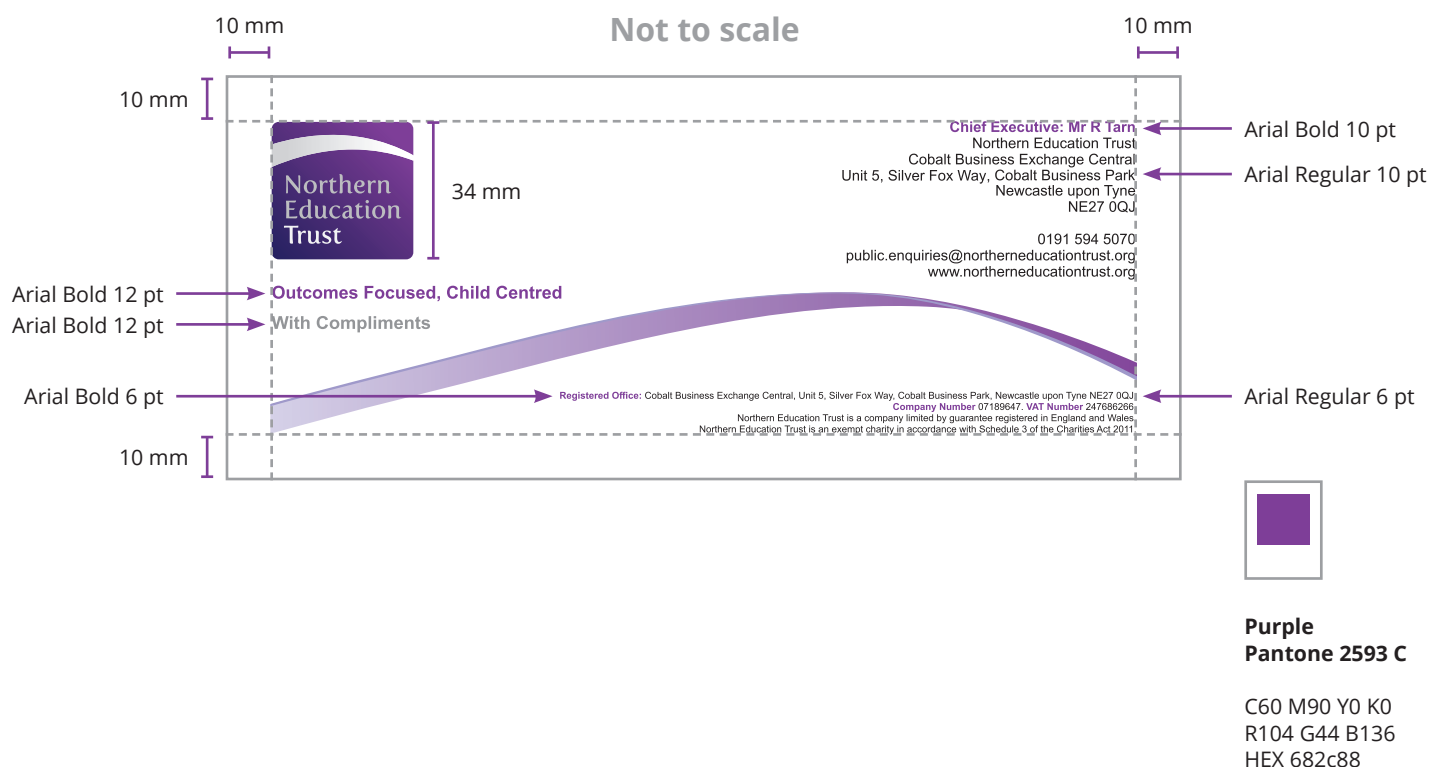 10 mm
Not to scale
10 mm
10 mm
Northern
Education
Trust
34 mm
Chief Executive: Mr R Tarn
Northern Education Trust
Cobalt Business Exchange Central
Unit 5, Silver Fox Way, Cobalt Business Park
Newcastle upon Tyne
NE27 0QJ
0191 594 5070
public.enquiries@northerneducationtrust.org
www.northerneducationtrust.org
Arial Bold 10 pt
Arial Regular 10 pt
Arial Bold 12 pt
Outcomes Focused, Child Centred
Arial Bold 12 pt
With Compliments
Arial Bold 6 pt
Registered Office: Cobalt Business Exchange Central, Unit 5, Silver Fox Way, Cobalt Business Park, Newcastle upon Tyne NE27 0QJ
Company Number 07189647. VAT Number 247686266
Northern Education Trust is a company limited by guarantee registered in England and Wales
Northern Education Trust is an exempt charity in accordance with Schedule 3 of the Charities Act 2011
Arial Regular 6 pt
10 mm
Purple
Pantone 2593 C
C60 M90 Y0 K0
R104 G44 B136
HEX 682c88